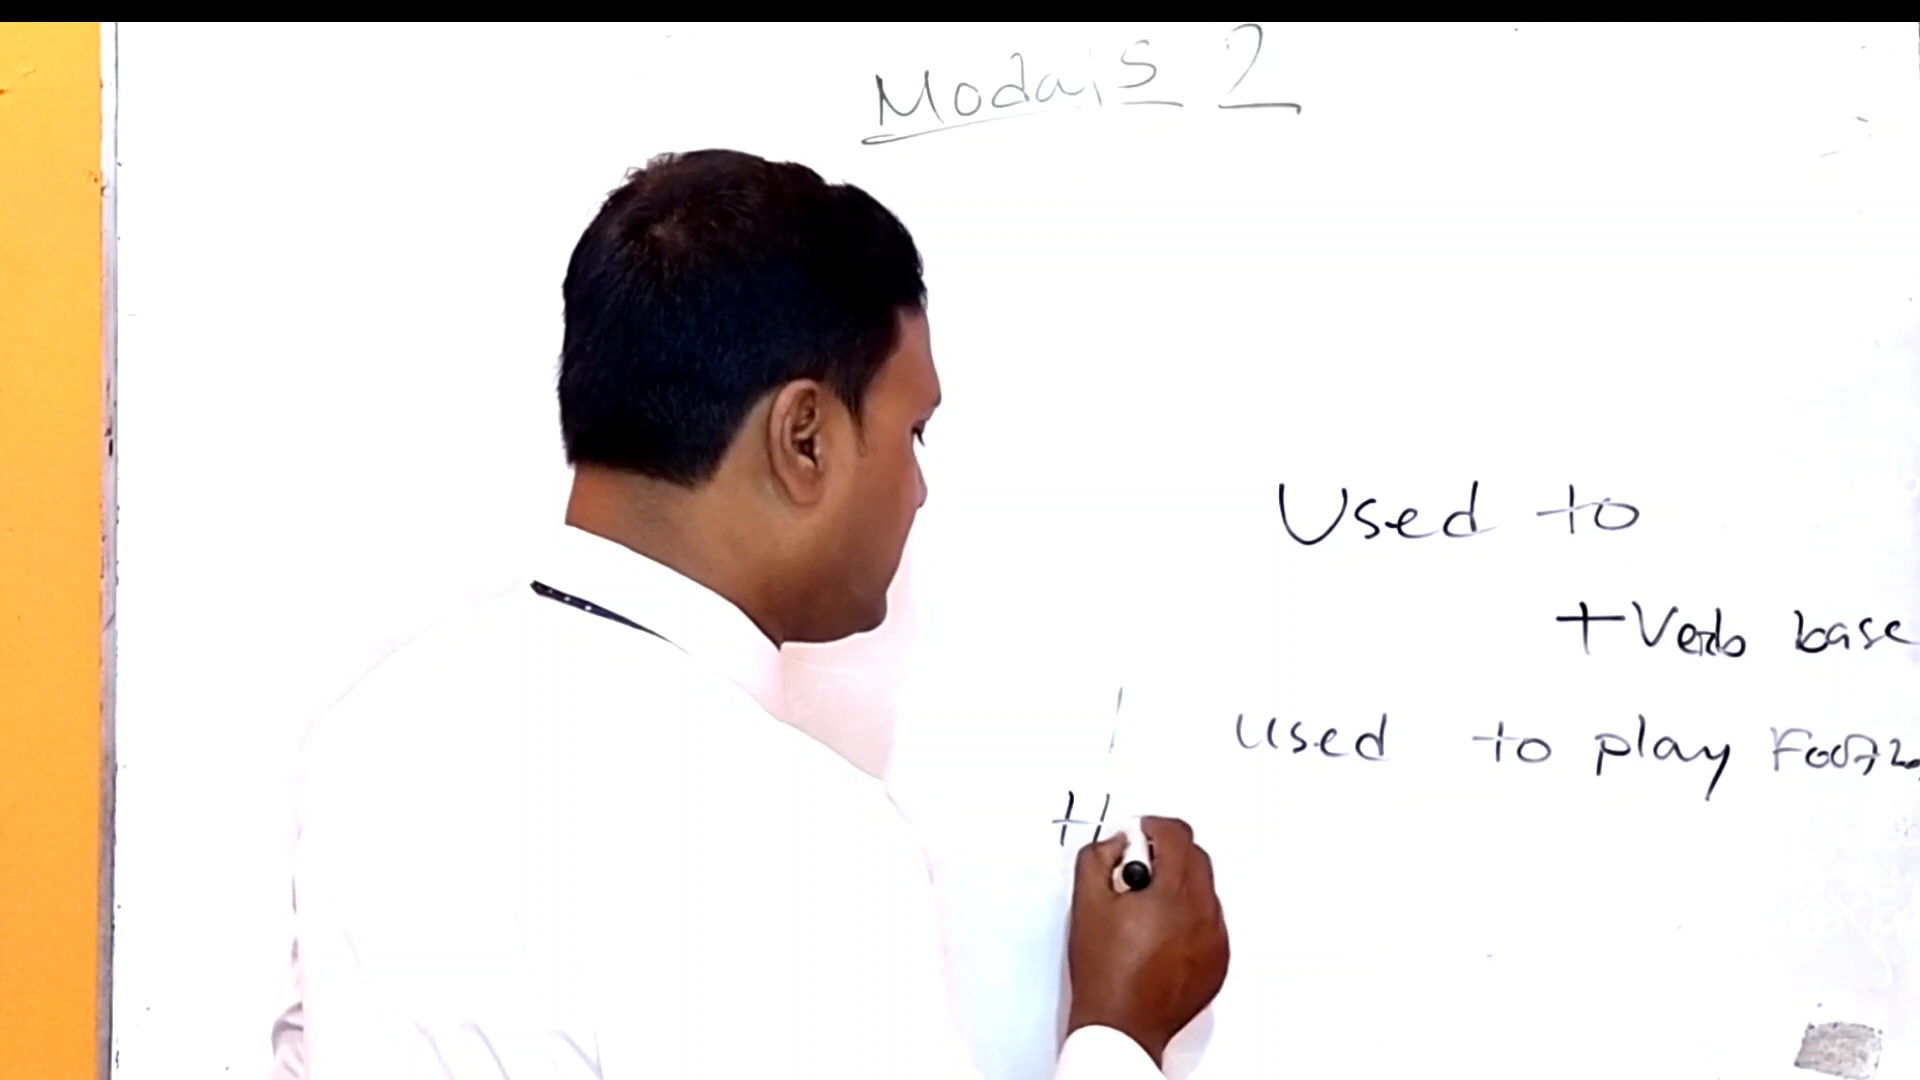 Modals 2
Used to
+ Verb base
I used to play
H